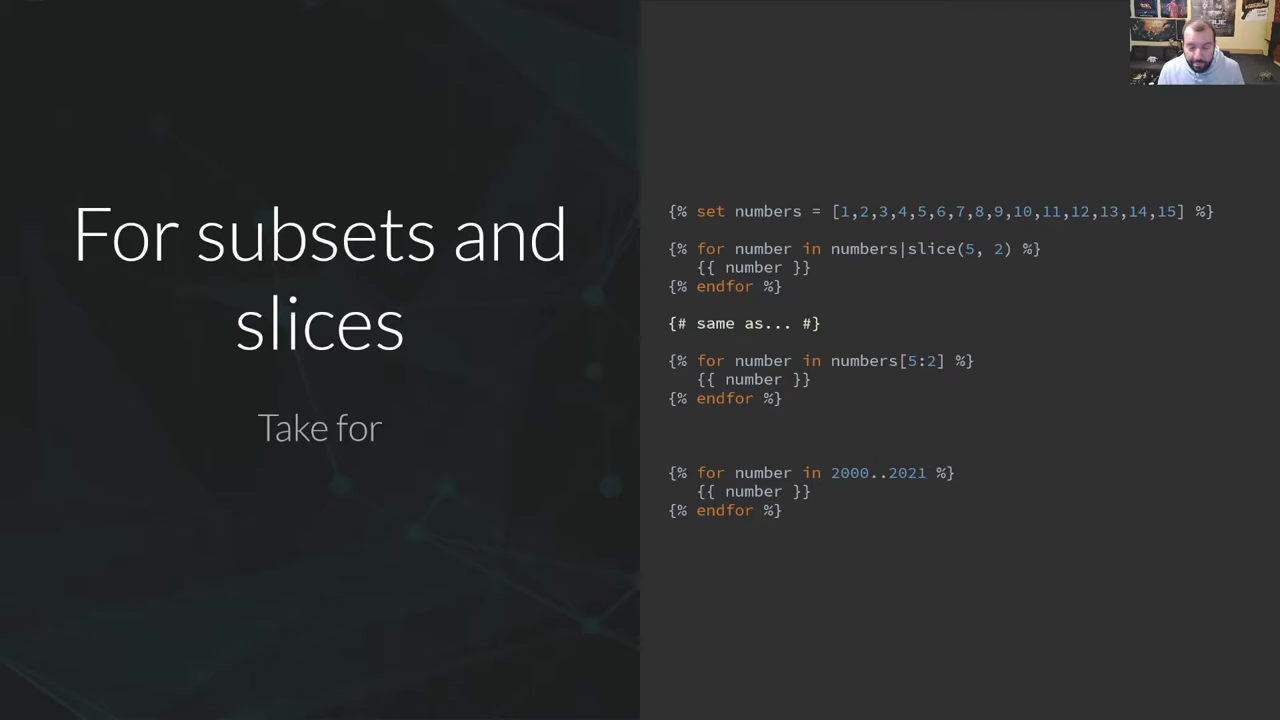 For subsets and
slices
Take for
{% set numbers = [1,2,3,4,5,6,7,8,9,10,11,12,13,14,15] %}
{% for number in numbers|slice(5, 2) %}
{{ number }}
{% endfor %}
{# same as... #}
{% for number in numbers[5:2] %}
{{ number }}
{% endfor %}
{% for number in 2000..2021 %}
{{ number }}
{% endfor %}